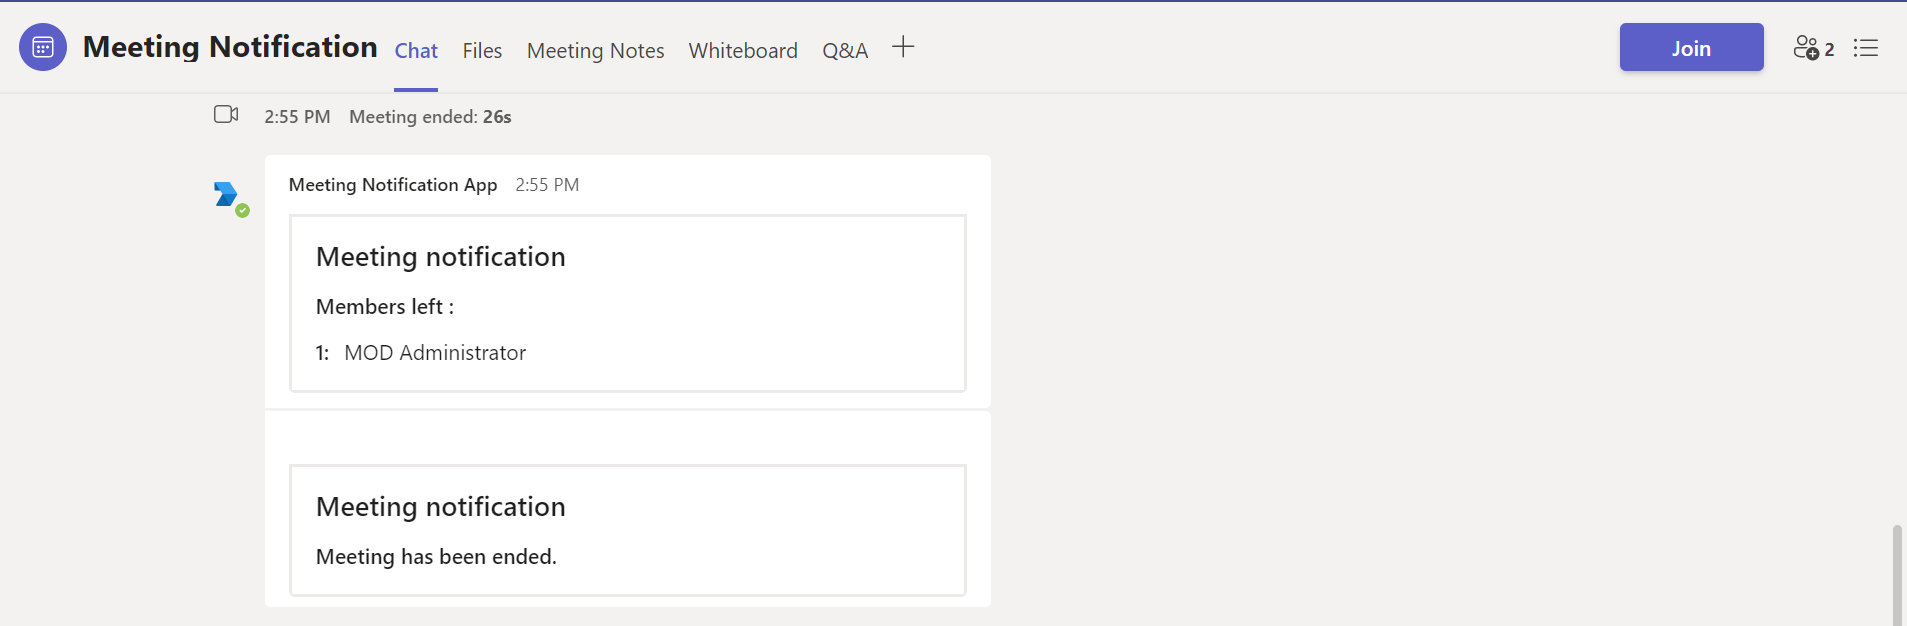 Meeting Notification Chat Files Meeting Notes Whiteboard Q&A Join 2
2:55 PM Meeting ended: 26s
Meeting Notification App 2:55 PM
Meeting notification
Members left :
1: MOD Administrator
Meeting notification
Meeting has been ended.